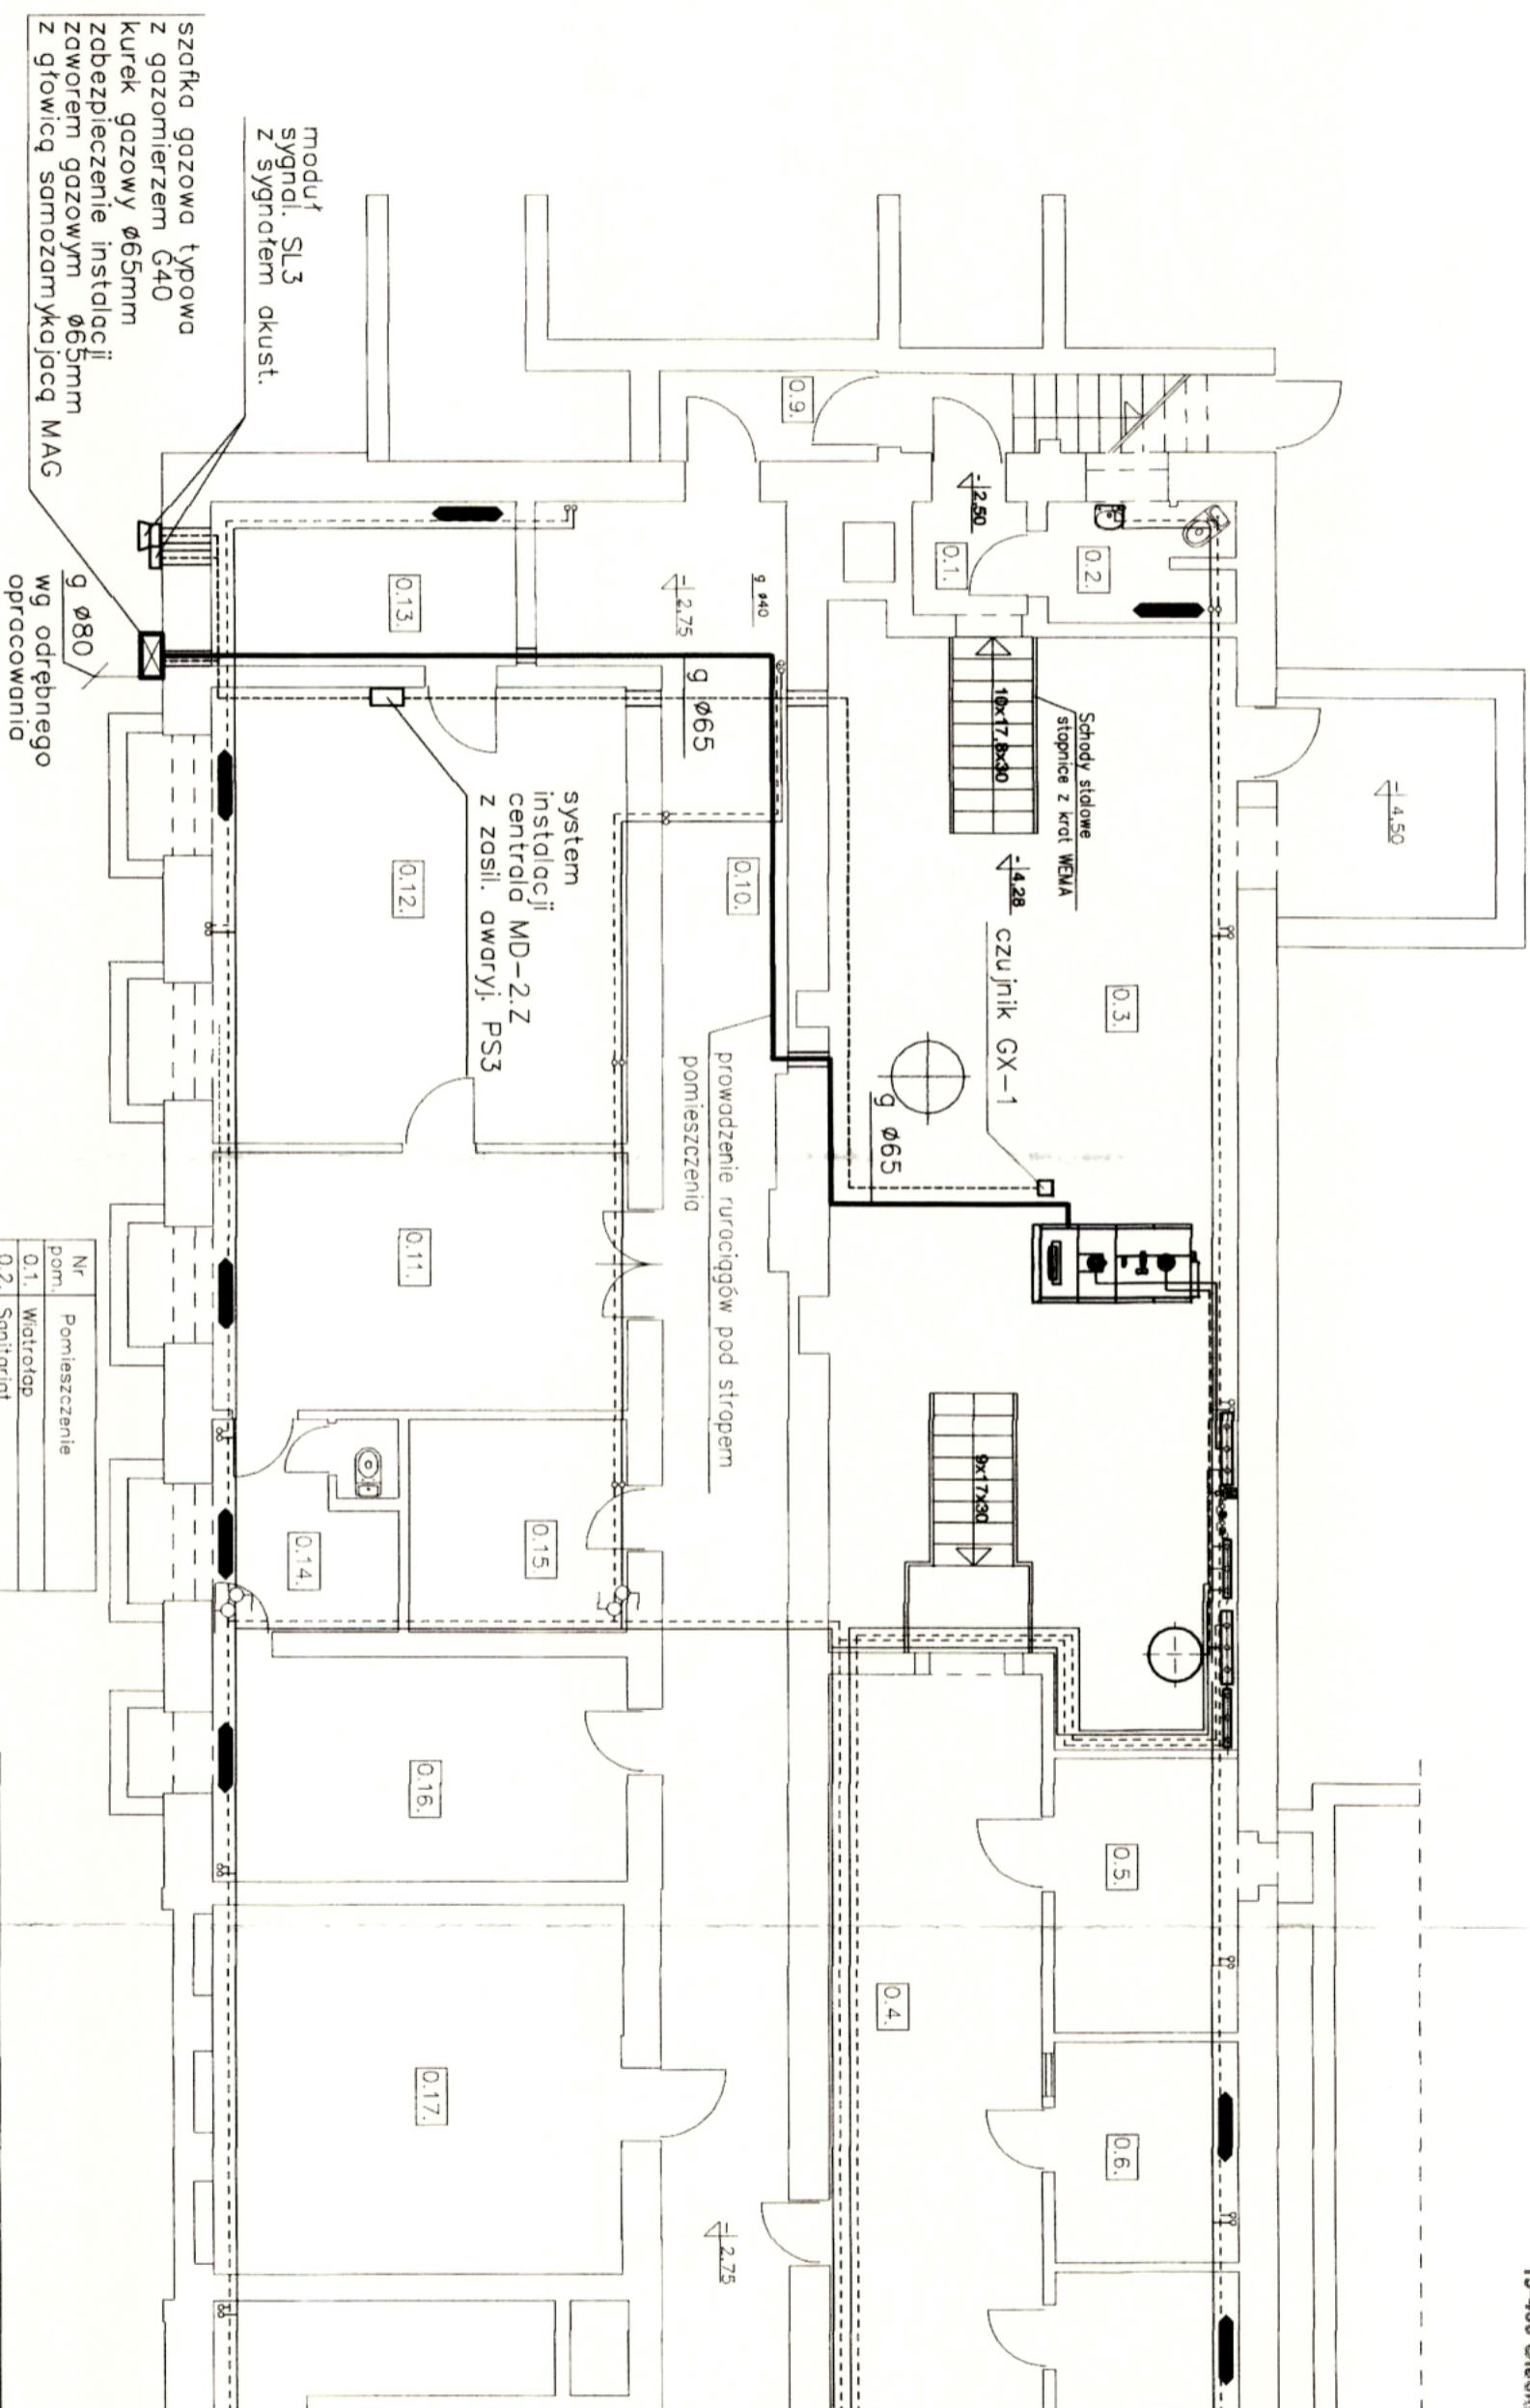 szafka gazowa typowa
z gazomierzem G40
kurek gazowy ø65mm
zabezpieczenie instalacji
zaworem gazowym ø65mm
z głowicą samozamykajacą MAG
moduł
sygnal. SL3
z sygnałem akust.
g ø80
wg odrębnego
opracowania
0.9.
-2,50
0.1.
0.2.
0.13.
-2,75
g ø40
g ø65
10x17,8x30
Schody stalowe
stopnice z krat WEMA
-4,50
-4,28
czujnik GX-1
0.3.
0.10.
system
instalacji
centrala MD-2.Z
z zasil. awaryj. PS3
0.12.
g ø65
prowadzenie rurociągów pod stropem
pomieszczenia
0.11.
9x17x30
0.15.
0.14.
0.16.
0.5.
0.4.
0.17.
0.6.
-2,75
Nr pom.
Pomieszczenie
0.1. Wiatrołap
0.2. Sanitariat